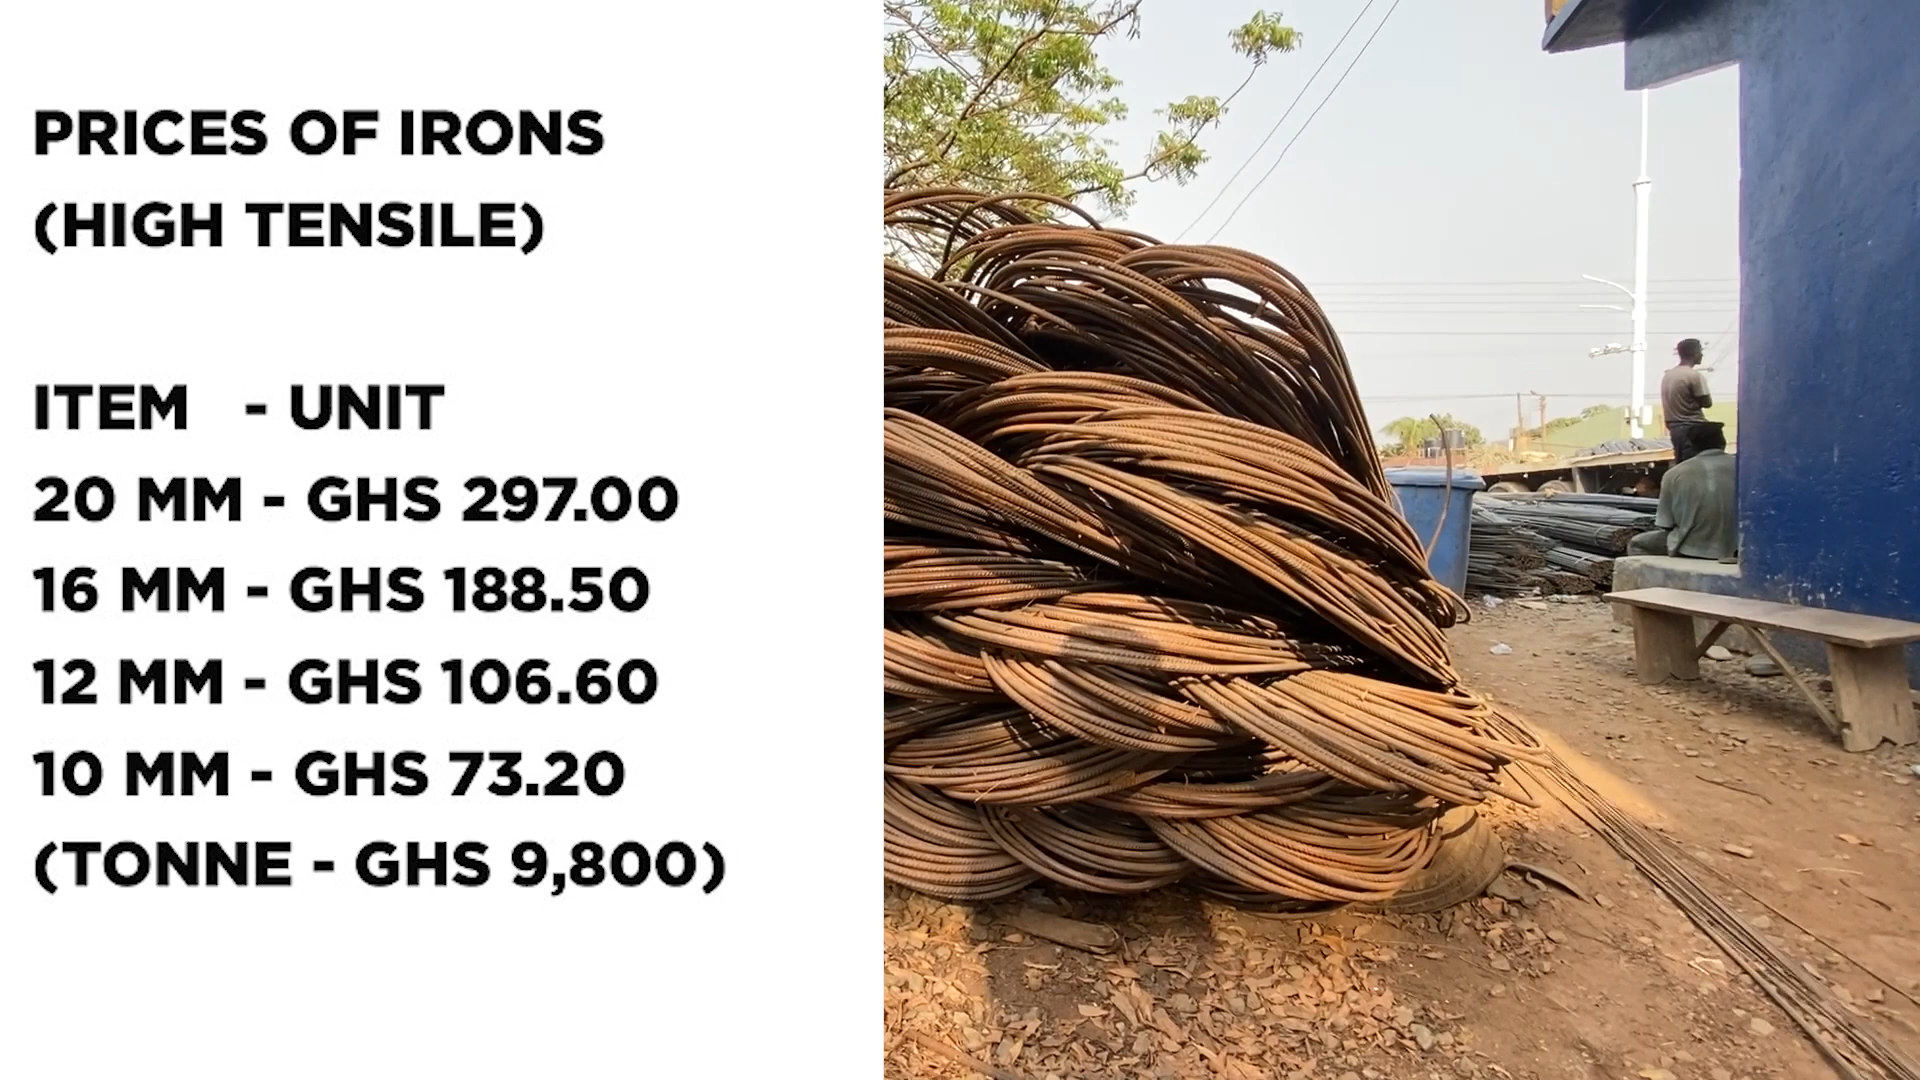 PRICES OF IRONS
(HIGH TENSILE)
ITEM - UNIT
20 MM - GHS 297.00
16 MM - GHS 188.50
12 MM - GHS 106.60
10 MM - GHS 73.20
(TONNE - GHS 9,800)